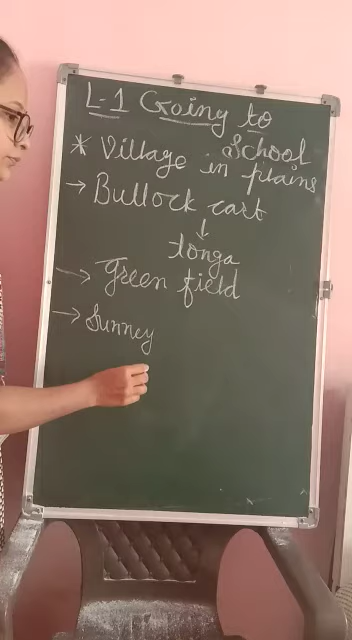 L-1 Going to
School
* Village in plains
→ Bullock cart
↓
tonga
→ Green field
→ Sunney